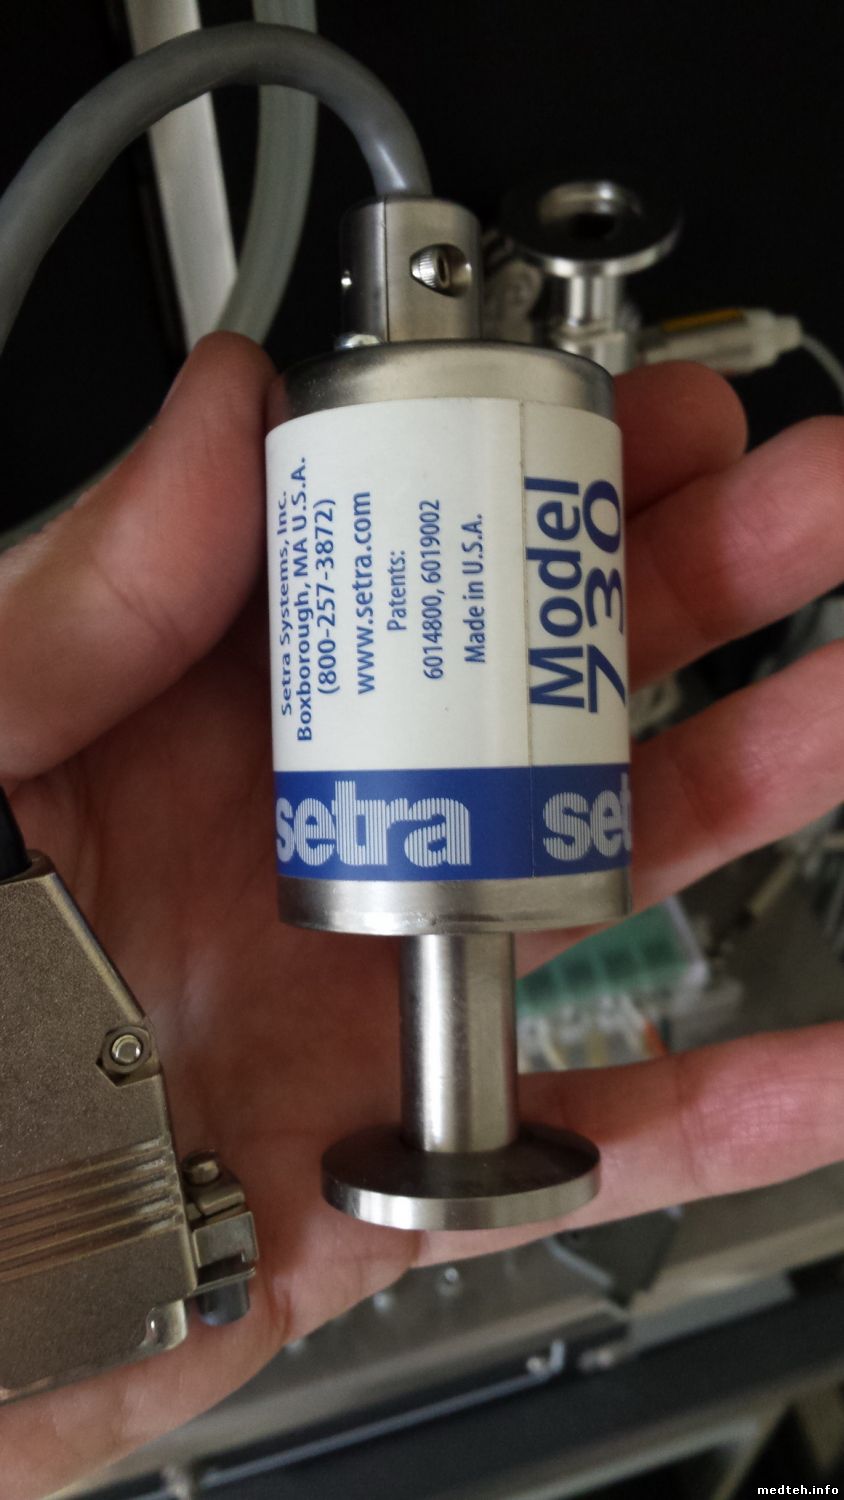 Setra Systems, Inc.
Boxborough, MA U.S.A.
(800-257-3872)
www.setra.com
Patents:
6014800, 6019002
Made in U.S.A.
Model
730
setra
set
medteh.info